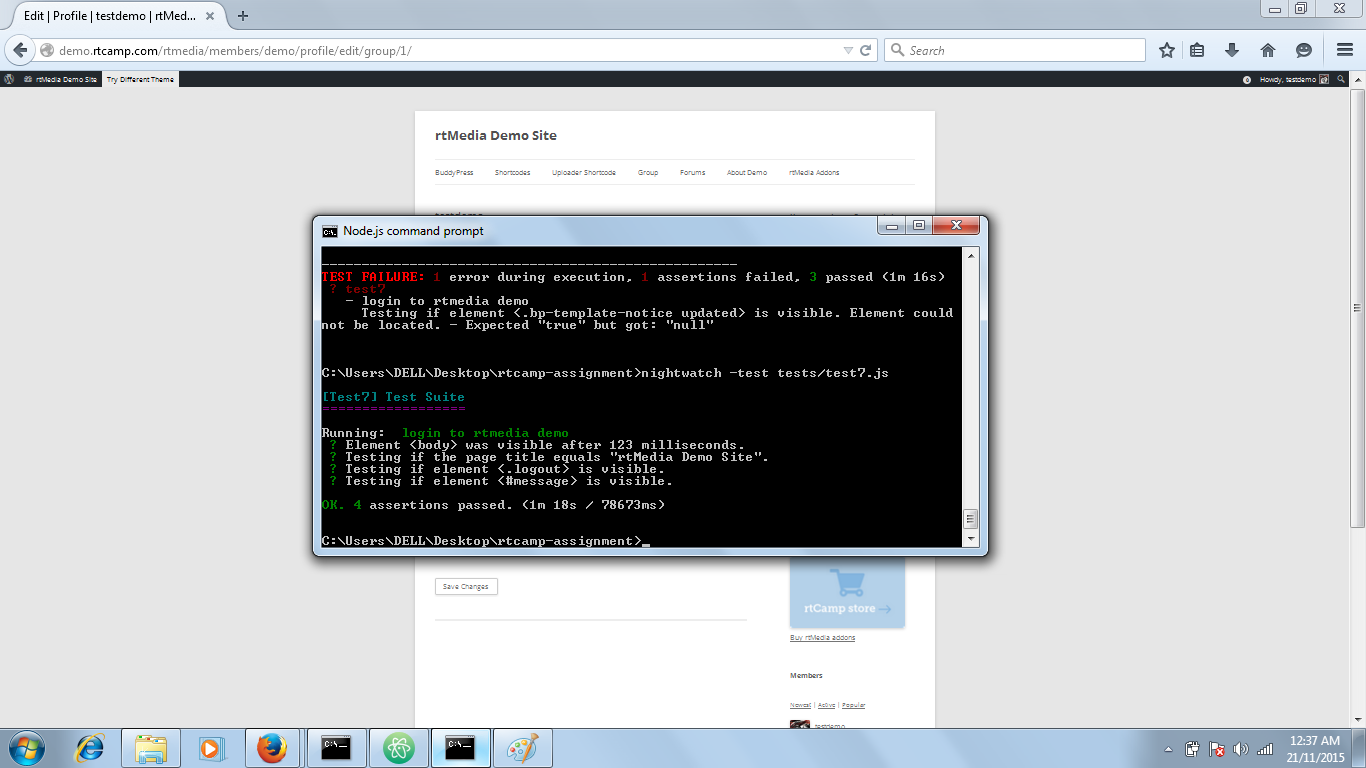 Edit | Profile | testdemo | rtMed...
demo.rtcamp.com/rtmedia/members/demo/profile/edit/group/1/
Search
rtMedia Demo Site
Try Different Theme
0
Howdy, testdemo
rtMedia Demo Site
BuddyPress Shortcodes Uploader Shortcode Group Forums About Demo rtMedia Addons
testdemo
Node.js command prompt
TEST FAILURE: 1 error during execution, 1 assertions failed, 3 passed (1m 16s)
? test7
- login to rtmedia demo
Testing if element <.bp-template-notice updated> is visible. Element could
not be located. - Expected "true" but got: "null"
C:\Users\DELL\Desktop\rtcamp-assignment>nightwatch -test tests/test7.js
[Test7] Test Suite
==================
Running: login to rtmedia demo
? Element <body> was visible after 123 milliseconds.
? Testing if the page title equals "rtMedia Demo Site".
? Testing if element <.logout> is visible.
? Testing if element <#message> is visible.
OK. 4 assertions passed. (1m 18s / 78673ms)
C:\Users\DELL\Desktop\rtcamp-assignment>_
Save Changes
rtCamp store →
Buy rtMedia addons
Members
Newest | Active | Popular
testdemo
12:37 AM
21/11/2015